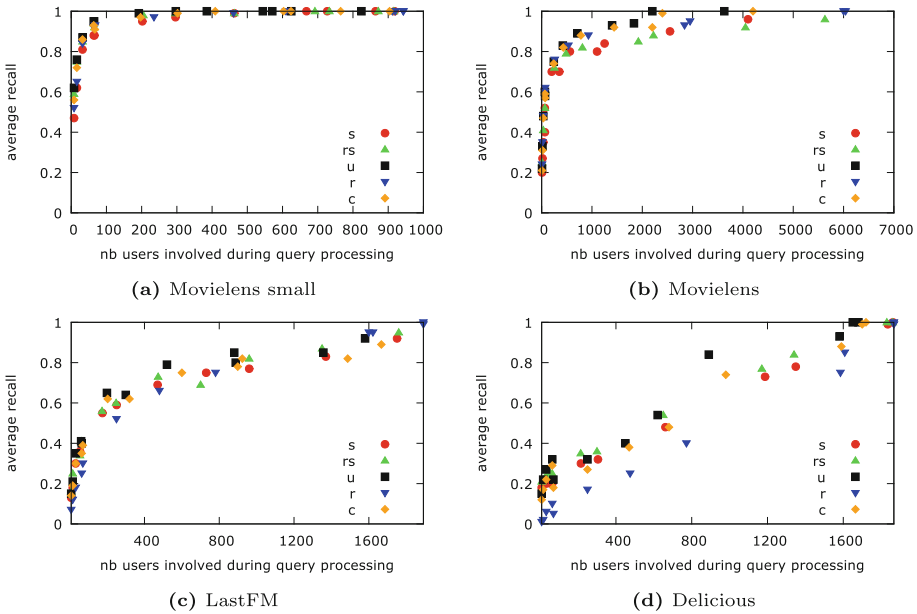 1
0.8
0.6
0.4
0.2
0
0 100 200 300 400 500 600 700 800 900 1000
average recall
nb users involved during query processing
s
rs
u
r
c
(a) Movielens small
1
0.8
0.6
0.4
0.2
0
0 1000 2000 3000 4000 5000 6000 7000
average recall
nb users involved during query processing
s
rs
u
r
c
(b) Movielens
1
0.8
0.6
0.4
0.2
0
400 800 1200 1600
average recall
nb users involved during query processing
s
rs
u
r
c
(c) LastFM
1
0.8
0.6
0.4
0.2
0
400 800 1200 1600
average recall
nb users involved during query processing
s
rs
u
r
c
(d) Delicious